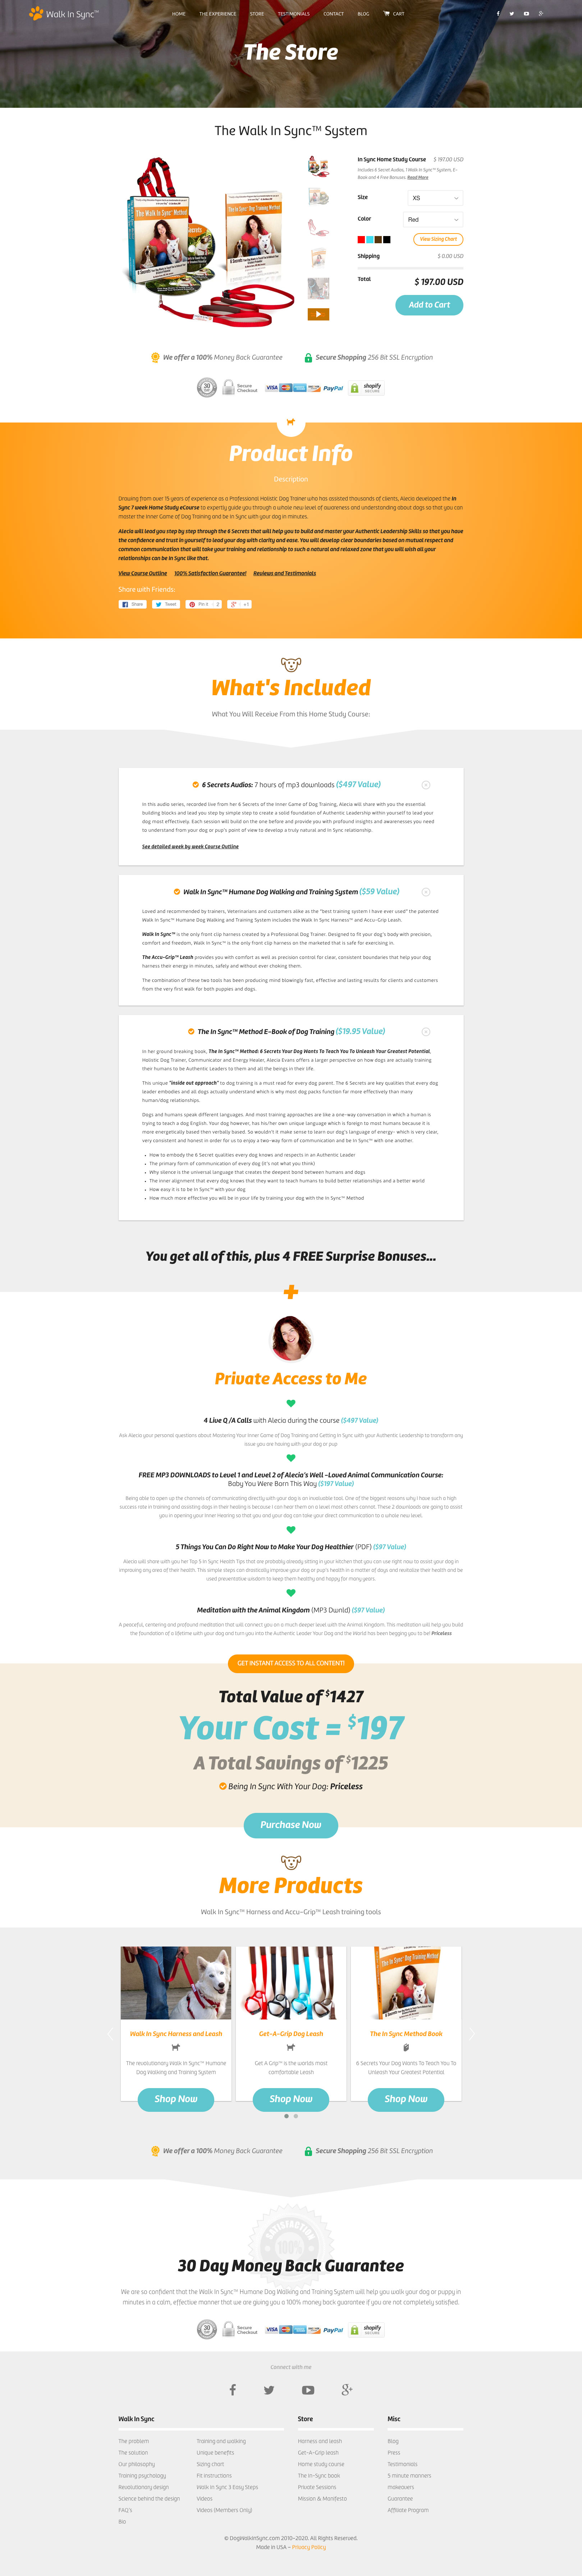 Walk In Sync™
HOME THE EXPERIENCE STORE TESTIMONIALS CONTACT BLOG CART
The Store
The Walk In Sync™ System
In Sync Home Study Course $ 197.00 USD
Includes 6 Secret Audios, 1 Walk In Sync™ System, E-
Book and 4 Free Bonuses Read More
Size XS
Color Red
View Sizing Chart
Shipping $ 0.00 USD
Total $ 197.00 USD
Add to Cart
We offer a 100% Money Back Guarantee Secure Shopping 256 Bit SSL Encryption
Secure Checkout VISA PayPal shopify SECURE
Product Info
Description
Drawing from over 15 years of experience as a Professional Holistic Dog Trainer who has assisted thousands of clients, Alecia developed the In
Sync 7 week Home Study eCourse to expertly guide you through a whole new level of awareness and understanding about dogs so that you can
master the Inner Game of Dog Training and be in Sync with your dog in minutes.
Alecia will lead you step by step through the 6 Secrets that will help you to build and master your Authentic Leadership Skills so that you have
the confidence and trust in yourself to lead your dog with clarity and ease. You will develop clear boundaries based on mutual respect and
common communication that will take your training and relationship to such a natural and relaxed zone that you will wish all your
relationships can be In Sync like that.
View Course Outline 100% Satisfaction Guarantee! Reviews and Testimonials
Share with Friends:
Share Tweet Pin it 2 +1
What's Included
What You Will Receive From this Home Study Course:
6 Secrets Audios: 7 hours of mp3 downloads ($497 Value)
In this audio series, recorded live from her 6 Secrets of the Inner Game of Dog Training, Alecia will share with you the essential
building blocks and lead you step by simple step to create a solid foundation of Authentic Leadership within yourself to lead your
dog most effectively. Each session will build on the one before and provide you with profound insights and awarenesses you need
to understand from your dog or pup's point of view to develop a truly natural and In Sync relationship.
See detailed week by week Course Outline
Walk In Sync™ Humane Dog Walking and Training System ($59 Value)
Loved and recommended by trainers, Veterinarians and customers alike as the "best training system I have ever used" the patented
Walk In Sync™ Humane Dog Walking and Training System includes the Walk In Sync Harness™ and Accu-Grip Leash.
Walk In Sync™ is the only front clip harness created by a Professional Dog Trainer. Designed to fit your dog's body with precision,
comfort and freedom, Walk In Sync™ is the only front clip harness on the market that is safe for exercising in.
The Accu-Grip™ Leash provides you with comfort as well as precision control for clear, consistent boundaries that help your dog
harness their energy in minutes, safely and without ever choking them.
The combination of these two tools has been producing mind blowingly fast, effective and lasting results for clients and customers
from the very first walk for both puppies and dogs.
The In Sync™ Method E-Book of Dog Training ($19.95 Value)
In her ground breaking book, The In Sync™ Method: 6 Secrets Your Dog Wants To Teach You To Unleash Your Greatest Potential,
Holistic Dog Trainer, Communicator and Energy Healer, Alecia Evans offers a larger perspective on how dogs are actually training
their humans to be Authentic Leaders to them and all the beings in their life.
This unique "inside out approach" to dog training is a must read for every dog parent. The 6 Secrets are key qualities that every dog
leader embodies and all dogs actually understand which is why most dog packs function far more effectively than many
human/dog relationships.
Dogs and humans speak different languages. And most training approaches are like a one-way conversation in which a human is
trying to teach a dog English. Your dog however, has his/her own unique language which is foreign to most humans because it is
more energetically based then verbally based. So wouldn't it make sense to learn our dog's language of energy- which is very clear,
very consistent and honest in order for us to enjoy a two-way form of communication and be In Sync™ with one another.
• How to embody the 6 Secret qualities every dog knows and respects in an Authentic Leader
• The primary form of communication of every dog (it's not what you think)
• Why silence is the universal language that creates the deepest bond between humans and dogs
• The inner alignment that every dog knows that they want to teach humans to build better relationships and a better world
• How easy it is to be In Sync™ with your dog
• How much more effective you will be in your life by training your dog with the In Sync™ Method
You get all of this, plus 4 FREE Surprise Bonuses...
Private Access to Me
4 Live Q /A Calls with Alecia during the course ($497 Value)
Ask Alecia your personal questions about Mastering Your Inner Game of Dog Training and Getting In Sync with your Authentic Leadership to transform any
issue you are having with your dog or pup
FREE MP3 DOWNLOADS to Level 1 and Level 2 of Alecia's Well -Loved Animal Communication Course:
Baby You Were Born This Way ($197 Value)
Being able to open up the channels of communicating directly with your dog is an invaluable tool. One of the biggest reasons why I have such a high
success rate in training and assisting dogs in their healing is because I can hear them on a level most others cannot. These 2 downloads are going to assist
you in opening your Inner Hearing so that you and your dog can take your direct communication to a whole new level.
5 Things You Can Do Right Now to Make Your Dog Healthier (PDF) ($97 Value)
Alecia will share with you her Top 5 In Sync Health Tips that are probably already sitting in your kitchen that you can use right now to assist your dog in
improving any area of their health. This simple steps can drastically improve your dog or pup's health in a matter of days and revitalise their health and be
used preventative wisdom to keep them healthy and happy for many years.
Meditation with the Animal Kingdom (MP3 Dwnld) ($97 Value)
A peaceful, centering and profound meditation that will connect you on a much deeper level with the Animal Kingdom. This meditation will help you build
the foundation of a lifetime with your dog and turn you into the Authentic Leader Your Dog and the World has been begging you to be! Priceless
GET INSTANT ACCESS TO ALL CONTENT!
Total Value of $1427
Your Cost = $197
A Total Savings of $1225
Being In Sync With Your Dog: Priceless
Purchase Now
More Products
Walk In Sync™ Harness and Accu-Grip™ Leash training tools
Walk In Sync Harness and Leash Get-A-Grip Dog Leash The In Sync Method Book
The revolutionary Walk In Sync™ Humane Get A Grip™ is the worlds most 6 Secrets Your Dog Wants To Teach You To
Dog Walking and Training System comfortable Leash Unleash Your Greatest Potential
Shop Now Shop Now Shop Now
We offer a 100% Money Back Guarantee Secure Shopping 256 Bit SSL Encryption
SATISFACTION
100%
30 Day Money Back Guarantee
We are so confident that the Walk In Sync™ Humane Dog Walking and Training System will help you walk your dog or puppy in
minutes in a calm, effective manner that we are giving you a 100% money back guarantee if you are not completely satisfied.
Secure Checkout VISA PayPal shopify SECURE
Connect with me
Walk In Sync Store Misc
The problem Training and walking Harness and leash Blog
The solution Unique benefits Get-A-Grip leash Press
Our philosophy Sizing chart Home study course Testimonials
Training psychology Fit Instructions The In-Sync book 5 minute manners
Revolutionary design Walk In Sync 3 Easy Steps Private Sessions makeovers
Science behind the design Videos Mission & Manifesto Guarantee
FAQ's Videos (Members Only) Affiliate Program
Bio
© DogWalkInSync.com 2010-2020. All Rights Reserved.
Made in USA - Privacy Policy